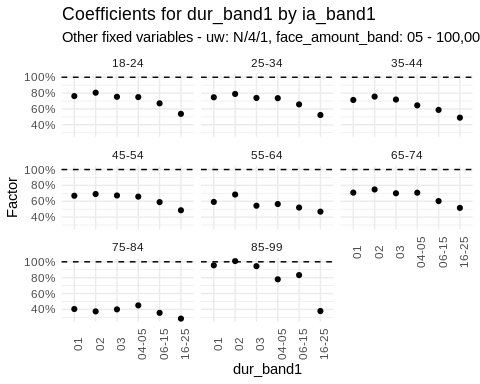 Coefficients for dur_band1 by ia_band1
Other fixed variables - uw: N/4/1, face_amount_band: 05 - 100,00
18-24 25-34 35-44
100%
80%
60%
40%
45-54 55-64 65-74
100%
80%
60%
40%
75-84 85-99
100%
80%
60%
40%
01 02 03 04-05 06-15 16-25
01 02 03 04-05 06-15 16-25
01 02 03 04-05 06-15 16-25
Factor
dur_band1